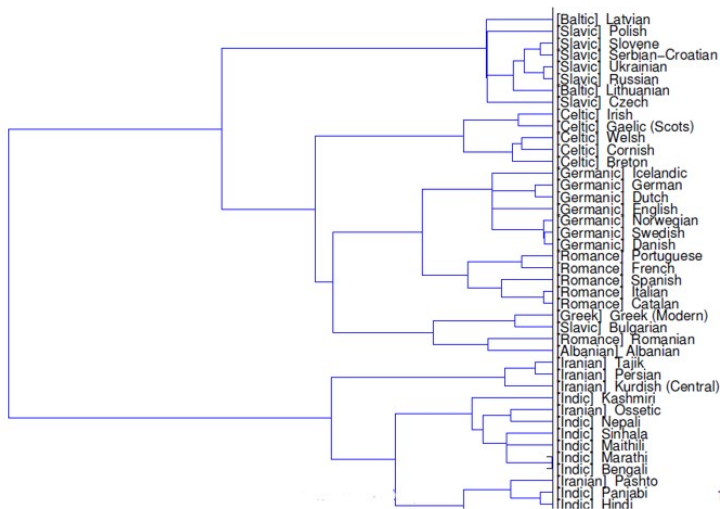 [Baltic] Latvian
[Slavic] Polish
[Slavic] Slovene
[Slavic] Serbian-Croatian
[Slavic] Ukrainian
[Slavic] Russian
[Baltic] Lithuanian
[Slavic] Czech
[Celtic] Irish
[Celtic] Gaelic (Scots)
[Celtic] Welsh
[Celtic] Cornish
[Celtic] Breton
[Germanic] Icelandic
[Germanic] German
[Germanic] Dutch
[Germanic] English
[Germanic] Norwegian
[Germanic] Swedish
[Germanic] Danish
[Romance] Portuguese
[Romance] French
[Romance] Spanish
[Romance] Italian
[Romance] Catalan
[Greek] Greek (Modern)
[Slavic] Bulgarian
[Romance] Romanian
[Albanian] Albanian
[Iranian] Tajik
[Iranian] Persian
[Iranian] Kurdish (Central)
[Indic] Kashmiri
[Iranian] Ossetic
[Indic] Nepali
[Indic] Sinhala
[Indic] Maithili
[Indic] Marathi
[Indic] Bengali
[Iranian] Pashto
[Indic] Panjabi
[Indic] Hindi